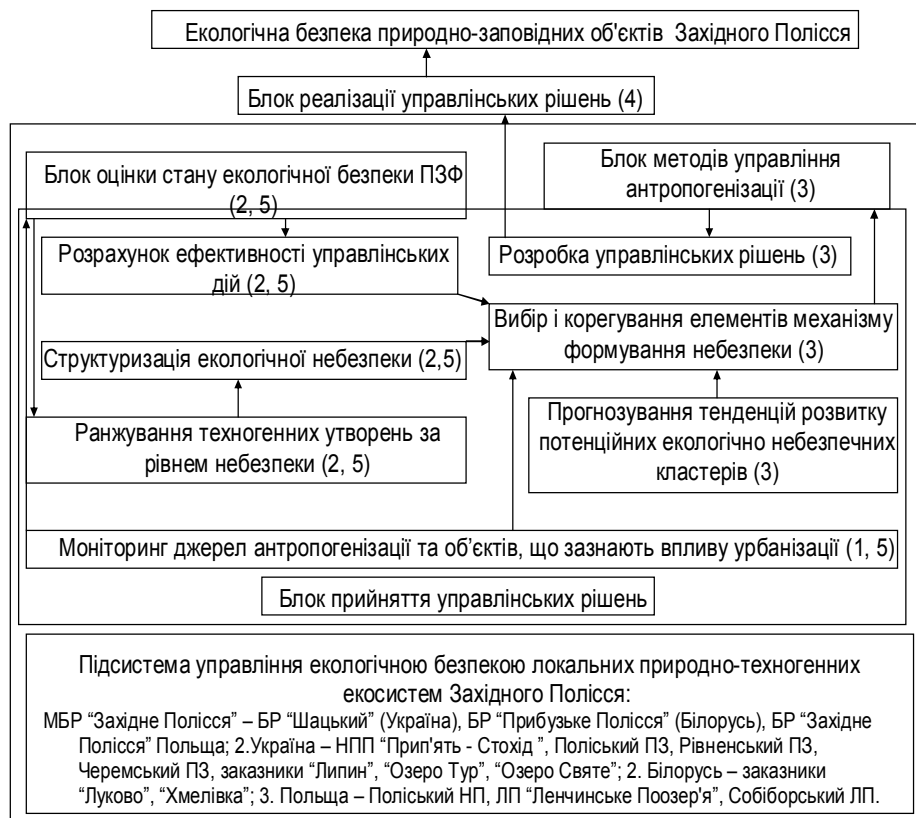 Екологічна безпека природно-заповідних об'єктів Західного Полісся
Блок реалізації управлінських рішень (4)
Блок оцінки стану екологічної безпеки ПЗФ
(2, 5)
Блок методів управління
антропогенізації (3)
Розрахунок ефективності управлінських
дій (2, 5)
Розробка управлінських рішень (3)
Вибір і корегування елементів механізму
формування небезпеки (3)
Структуризація екологічної небезпеки (2,5)
Ранжування техногенних утворень за
рівнем небезпеки (2, 5)
Прогнозування тенденцій розвитку
потенційних екологічно небезпечних
кластерів (3)
Моніторинг джерел антропогенізації та об’єктів, що зазнають впливу урбанізації (1, 5)
Блок прийняття управлінських рішень
Підсистема управління екологічною безпекою локальних природно-техногенних
екосистем Західного Полісся:
МБР “Західне Полісся” – БР “Шацький” (Україна), БР “Прибузьке Полісся” (Білорусь), БР “Західне
Полісся” Польща; 2.Україна – НПП “Прип'ять - Стохід ”, Поліський ПЗ, Рівненський ПЗ,
Черемський ПЗ, заказники “Липин”, “Озеро Тур”, “Озеро Святе”; 2. Білорусь – заказники
“Луково”, “Хмелівка”; 3. Польща – Поліський НП, ЛП “Ленчинське Поозер'я”, Собіборський ЛП.